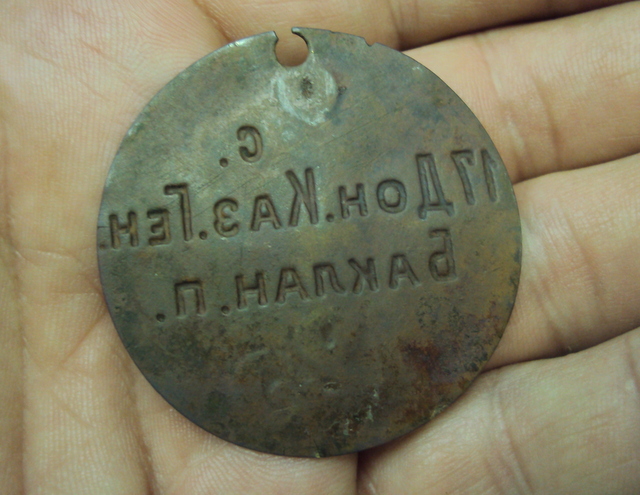 с.
17 Дон. Каз. Ген.
Баклан. п.